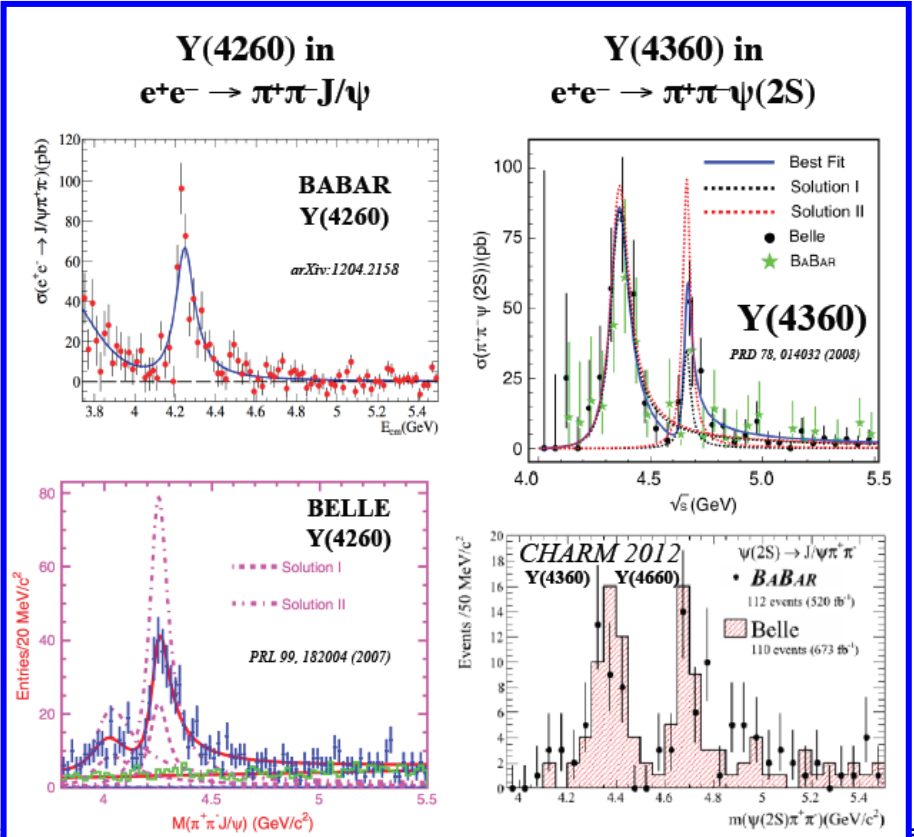 Y(4260) in
e⁺e⁻ → π⁺π⁻J/ψ
Y(4360) in
e⁺e⁻ → π⁺π⁻ψ(2S)
σ(e⁺e⁻ → J/ψπ⁺π⁻)(pb)
120
100
80
60
40
20
0
BABAR
Y(4260)
arXiv:1204.2158
3.8 4 4.2 4.4 4.6 4.8 5 5.2 5.4
E_cm(GeV)
σ(π⁺π⁻ψ (2S))(pb)
100
75
50
25
0
Best Fit
Solution I
Solution II
Belle
BABAR
Y(4360)
PRD 78, 014032 (2008)
4.0 4.5 5.0 5.5
√s (GeV)
Entries/20 MeV/c²
80
60
40
20
0
BELLE
Y(4260)
Solution I
Solution II
PRL 99, 182004 (2007)
4 4.5 5 5.5
M(π⁺π⁻J/ψ) (GeV/c²)
Events /50 MeV/c²
20
18
16
14
12
10
8
6
4
2
0
CHARM 2012
Y(4360) Y(4660)
ψ(2S) → J/ψπ⁺π⁻
BABAR
112 events (520 fb⁻¹)
Belle
110 events (673 fb⁻¹)
4 4.2 4.4 4.6 4.8 5 5.2 5.4
m(ψ(2S)π⁺π⁻)(GeV/c²)